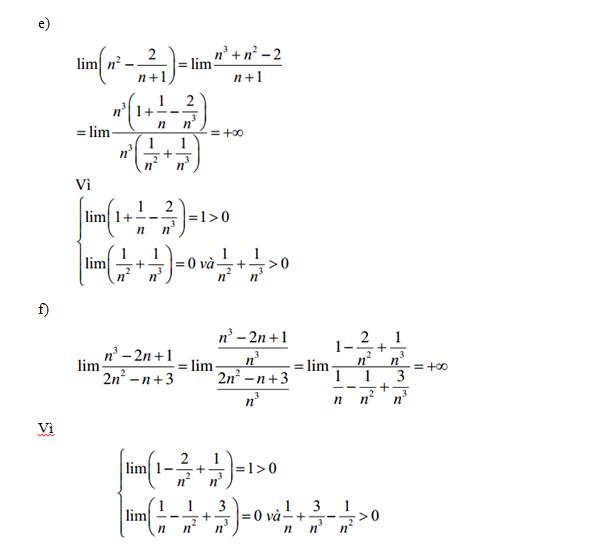 e)
lim(n² − 2/(n+1)) = lim (n³ + n² − 2)/(n+1)
= lim n³(1 + 1/n − 2/n³)/(n³(1/n² + 1/n³)) = +∞
Vì
{ lim(1 + 1/n − 2/n³) = 1 > 0
lim(1/n² + 1/n³) = 0 và 1/n² + 1/n³ > 0
f)
lim (n³ − 2n + 1)/(2n² − n + 3) = lim ((n³ − 2n + 1)/n³)/((2n² − n + 3)/n³) = lim (1 − 2/n² + 1/n³)/(1/n − 1/n² + 3/n³) = +∞
Vì
{ lim(1 − 2/n² + 1/n³) = 1 > 0
lim(1/n − 1/n² + 3/n³) = 0 và 1/n + 3/n³ − 1/n² > 0